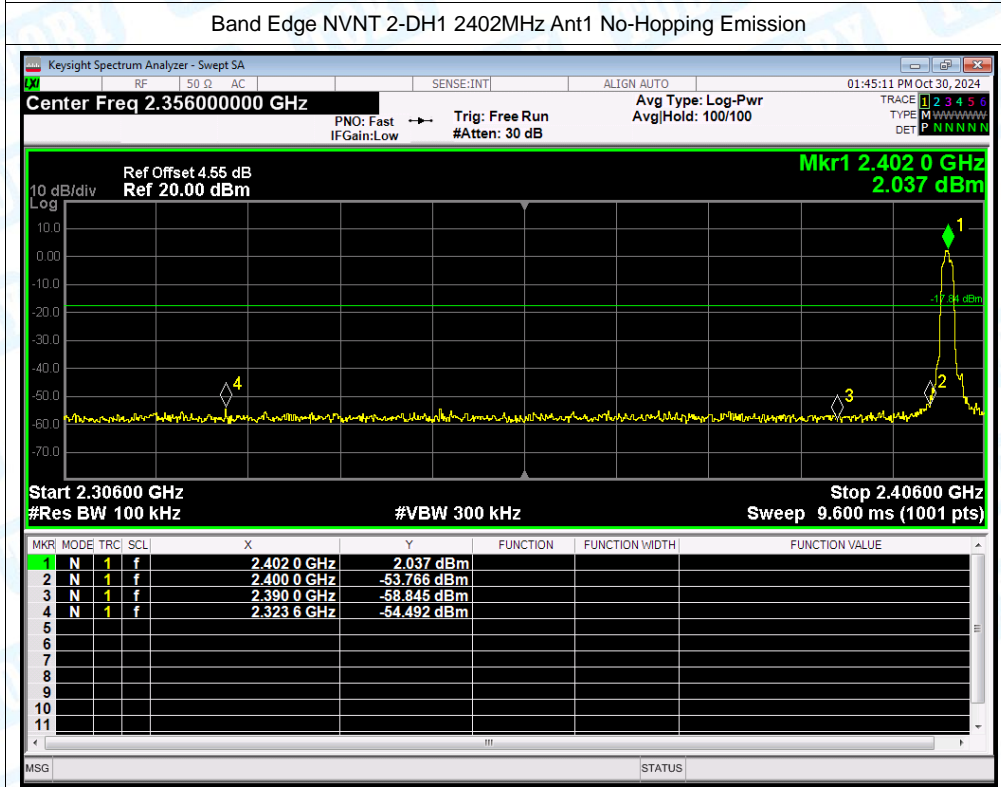 Band Edge NVNT 2-DH1 2402MHz Ant1 No-Hopping Emission
Keysight Spectrum Analyzer - Swept SA
LXI RF 50 Ω AC SENSE:INT ALIGN AUTO 01:45:11 PM Oct 30, 2024
Center Freq 2.356000000 GHz
PNO: Fast
IFGain:Low
Trig: Free Run
#Atten: 30 dB
Avg Type: Log-Pwr
Avg|Hold: 100/100
TRACE 1 2 3 4 5 6
TYPE M WWWWW
DET P N N N N N
Ref Offset 4.55 dB
10 dB/div Ref 20.00 dBm
Log
Mkr1 2.402 0 GHz
2.037 dBm
10.0
0.00
-10.0
-20.0
-30.0
-40.0
-50.0
-60.0
-70.0
1
-17.84 dBm
2
3
4
Start 2.30600 GHz Stop 2.40600 GHz
#Res BW 100 kHz #VBW 300 kHz Sweep 9.600 ms (1001 pts)
MKR MODE TRC SCL X Y FUNCTION FUNCTION WIDTH FUNCTION VALUE
1 N 1 f 2.402 0 GHz 2.037 dBm
2 N 1 f 2.400 0 GHz -53.766 dBm
3 N 1 f 2.390 0 GHz -58.845 dBm
4 N 1 f 2.323 6 GHz -54.492 dBm
5
6
7
8
9
10
11
MSG STATUS